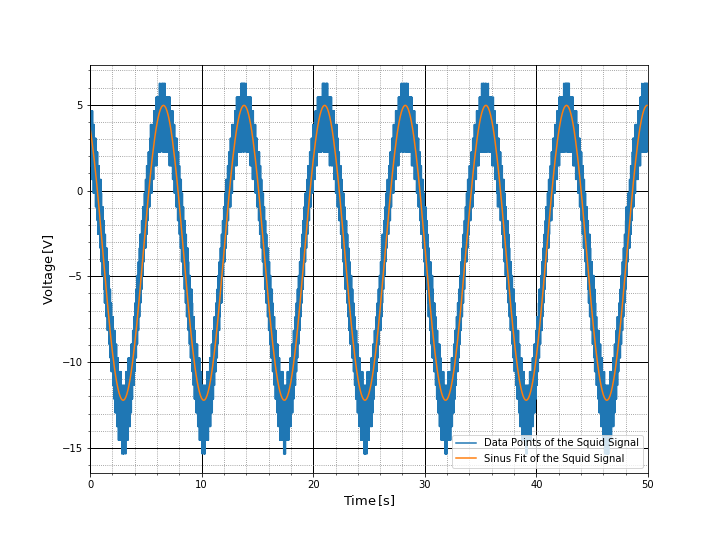 5
0
−5
−10
−15
Voltage [V]
Data Points of the Squid Signal
Sinus Fit of the Squid Signal
0 10 20 30 40 50
Time [s]